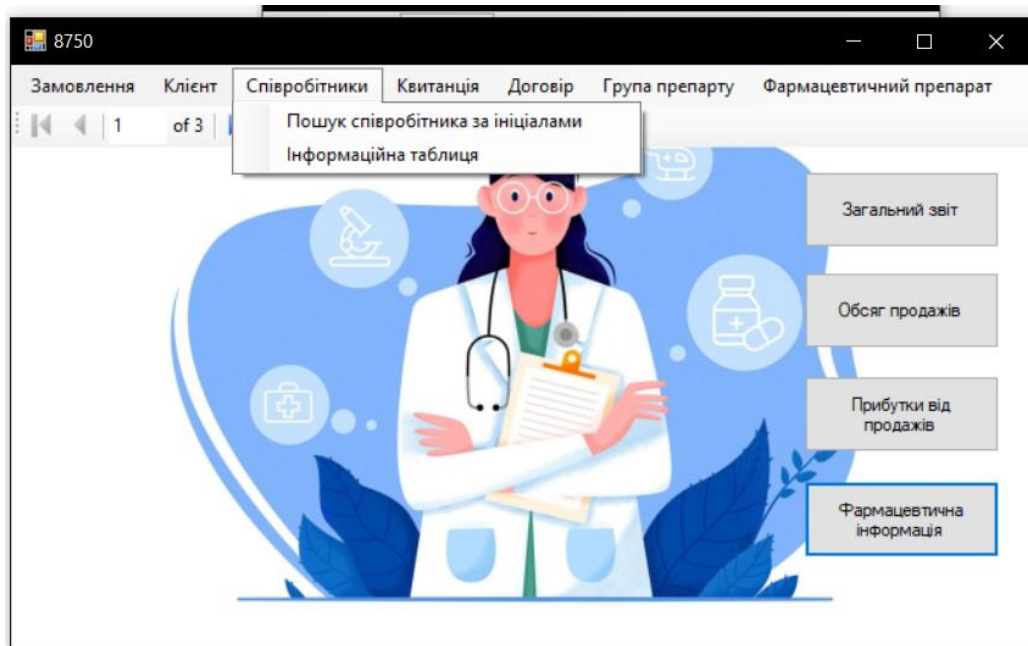 8750
Замовлення Клієнт Співробітники Квитанція Договір Група препарту Фармацевтичний препарат
1 of 3
Пошук співробітника за ініціалами
Інформаційна таблиця
Загальний звіт
Обсяг продажів
Прибутки від
продажів
Фармацевтична
інформація